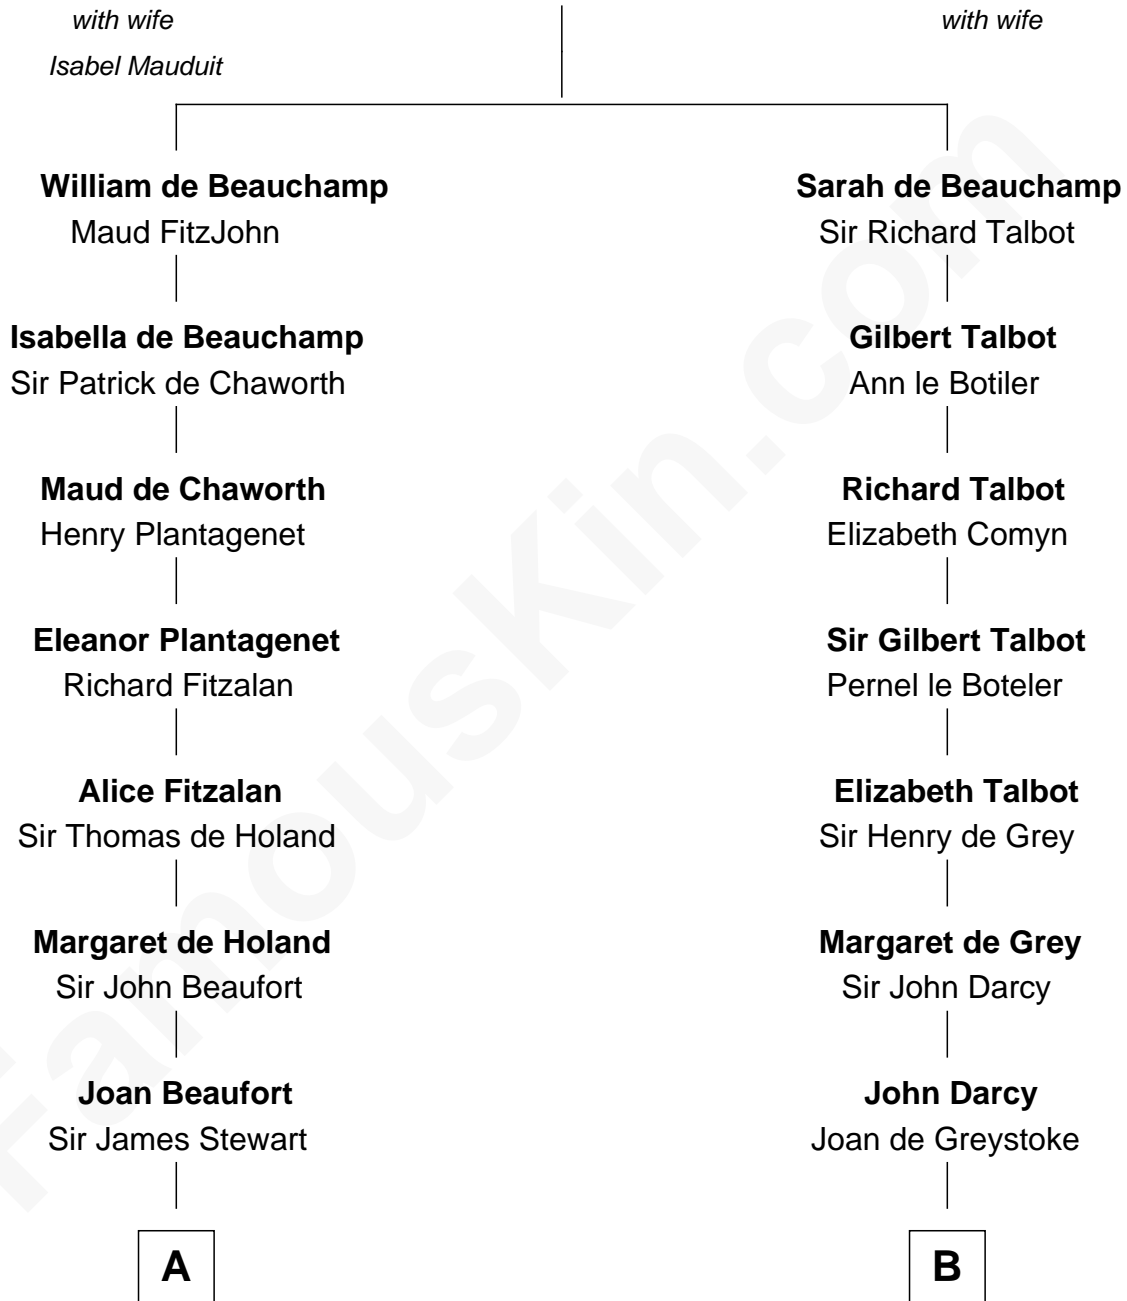 with wife
with wife
Isabel Mauduit
William de Beauchamp
Maud FitzJohn
Sarah de Beauchamp
Sir Richard Talbot
Isabella de Beauchamp
Sir Patrick de Chaworth
Gilbert Talbot
Ann le Botiler
Maud de Chaworth
Henry Plantagenet
Richard Talbot
Elizabeth Comyn
Eleanor Plantagenet
Richard Fitzalan
Sir Gilbert Talbot
Pernel le Boteler
Alice Fitzalan
Sir Thomas de Holand
Elizabeth Talbot
Sir Henry de Grey
Margaret de Holand
Sir John Beaufort
Margaret de Grey
Sir John Darcy
Joan Beaufort
Sir James Stewart
John Darcy
Joan de Greystoke
A
B
FamousKin.com